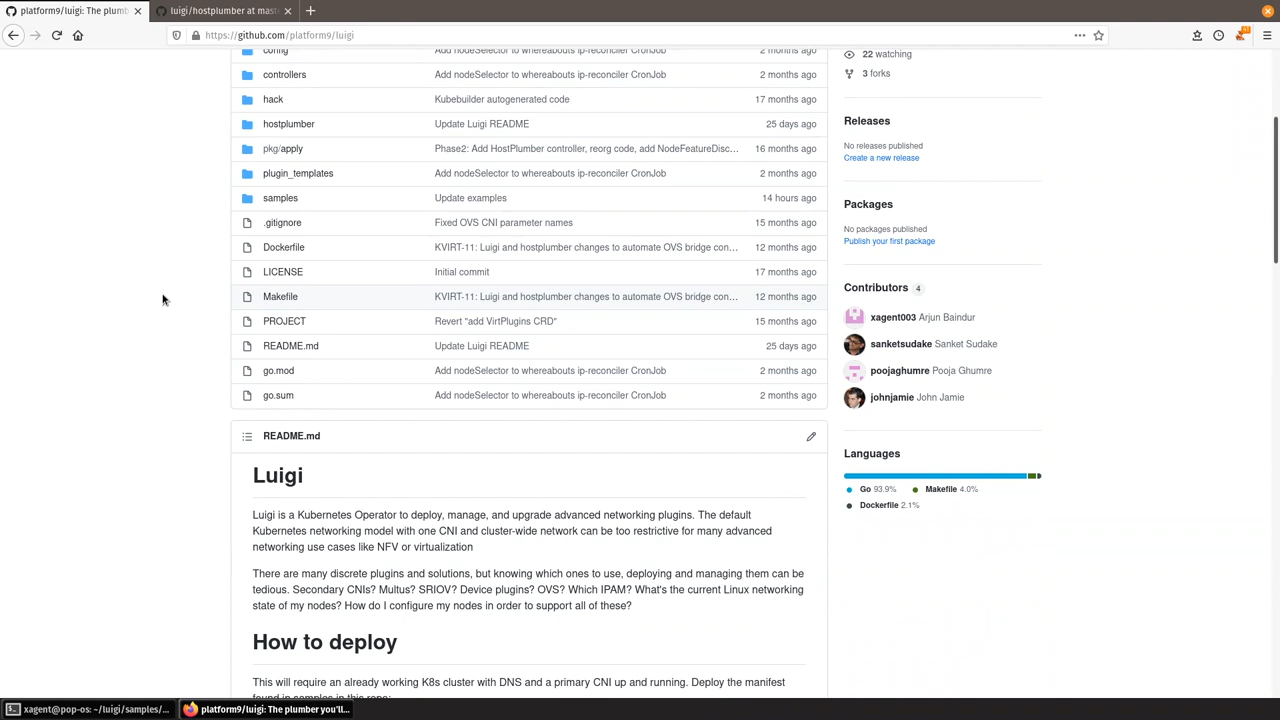 platform9/luigi: The plumb
luigi/hostplumber at mast
https://github.com/platform9/luigi
config Add nodeSelector to whereabouts ip-reconciler CronJob 2 months ago
controllers Add nodeSelector to whereabouts ip-reconciler CronJob 2 months ago
hack Kubebuilder autogenerated code 17 months ago
hostplumber Update Luigi README 25 days ago
pkg/apply Phase2: Add HostPlumber controller, reorg code, add NodeFeatureDisc... 16 months ago
plugin_templates Add nodeSelector to whereabouts ip-reconciler CronJob 2 months ago
samples Update examples 14 hours ago
.gitignore Fixed OVS CNI parameter names 15 months ago
Dockerfile KVIRT-11: Luigi and hostplumber changes to automate OVS bridge con... 12 months ago
LICENSE Initial commit 17 months ago
Makefile KVIRT-11: Luigi and hostplumber changes to automate OVS bridge con... 12 months ago
PROJECT Revert "add VirtPlugins CRD" 15 months ago
README.md Update Luigi README 25 days ago
go.mod Add nodeSelector to whereabouts ip-reconciler CronJob 2 months ago
go.sum Add nodeSelector to whereabouts ip-reconciler CronJob 2 months ago
README.md
Luigi
Luigi is a Kubernetes Operator to deploy, manage, and upgrade advanced networking plugins. The default
Kubernetes networking model with one CNI and cluster-wide network can be too restrictive for many advanced
networking use cases like NFV or virtualization
There are many discrete plugins and solutions, but knowing which ones to use, deploying and managing them can be
tedious. Secondary CNIs? Multus? SRIOV? Device plugins? OVS? Which IPAM? What's the current Linux networking
state of my nodes? How do I configure my nodes in order to support all of these?
How to deploy
This will require an already working K8s cluster with DNS and a primary CNI up and running. Deploy the manifest
found in samples in this repo:
22 watching
3 forks
Releases
No releases published
Create a new release
Packages
No packages published
Publish your first package
Contributors 4
xagent003 Arjun Baindur
sanketsudake Sanket Sudake
poojaghumre Pooja Ghumre
johnjamie John Jamie
Languages
Go 93.9% Makefile 4.0%
Dockerfile 2.1%
xagent@pop-os: ~/luigi/samples/...
platform9/luigi: The plumber you'll...